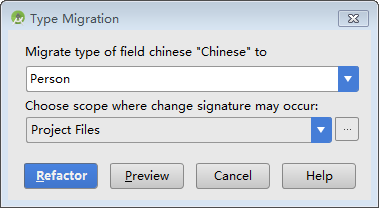 Type Migration
Migrate type of field chinese "Chinese" to
Person
Choose scope where change signature may occur:
Project Files
...
Refactor Preview Cancel Help